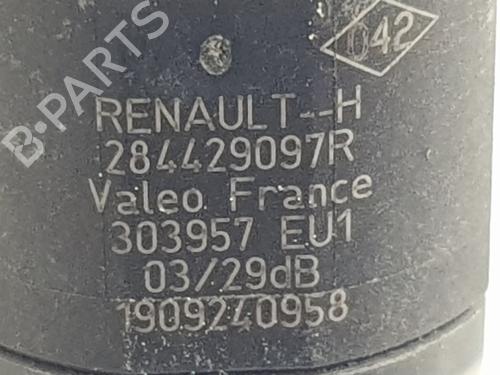 042
RENAULT--H
284429097R
Valeo France
303957 EU1
03/29dB
1909240958
B-PARTS